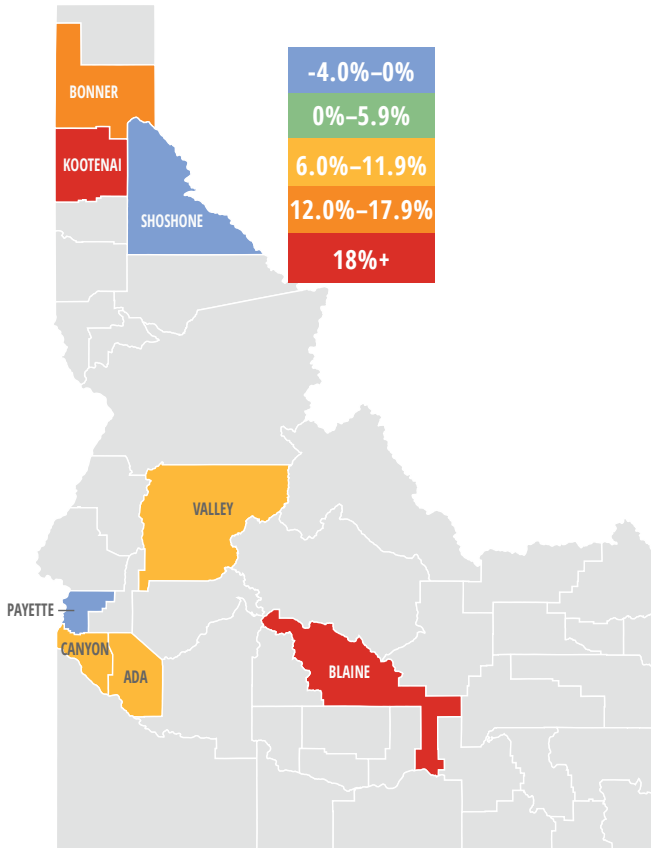 BONNER
-4.0%–0%
0%–5.9%
KOOTENAI
6.0%–11.9%
12.0%–17.9%
SHOSHONE
18%+
VALLEY
PAYETTE
CANYON
ADA
BLAINE